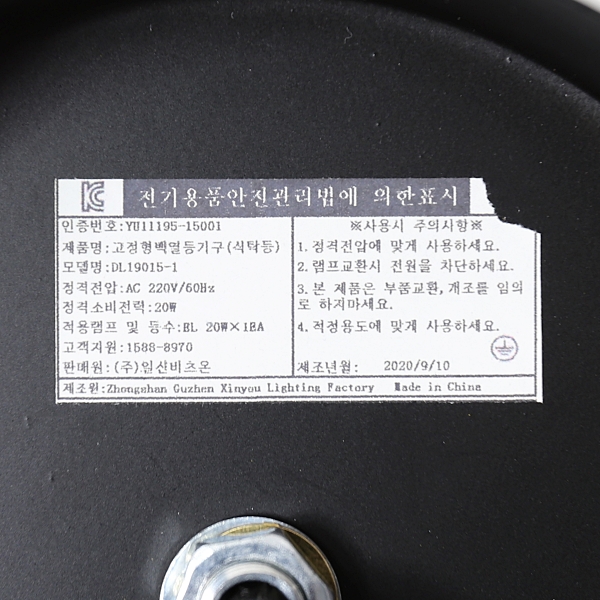 KC 전기용품안전관리법에 의한표시
인증번호:YU11195-15001
제품명:고정형백열등기구(식탁등)
모델명:DL19015-1
정격전압:AC 220V/60Hz
정격소비전력:20W
적용램프 및 등수:EL 20W×1EA
고객지원:1588-8970
판매원:(주)일산비츠온
※사용시 주의사항※
1.정격전압에 맞게 사용하세요.
2.램프교환시 전원을 차단하세요.
3.본 제품은 부품교환,개조를 임의
로 하지마세요.
4.적정용도에 맞게 사용하세요.
제조년월: 2020/9/10
제조원:Zhongshan Guzhen Xinyou Lighting Factory Made in China